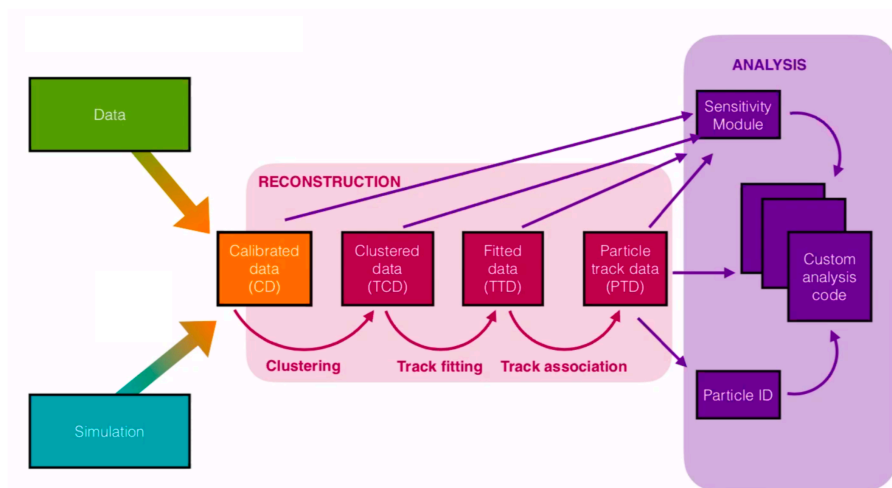 ANALYSIS
Data
Sensitivity
Module
RECONSTRUCTION
Calibrated
data
(CD)
Clustered
data
(TCD)
Fitted
data
(TTD)
Particle
track data
(PTD)
Custom
analysis
code
Clustering
Track fitting
Track association
Particle ID
Simulation